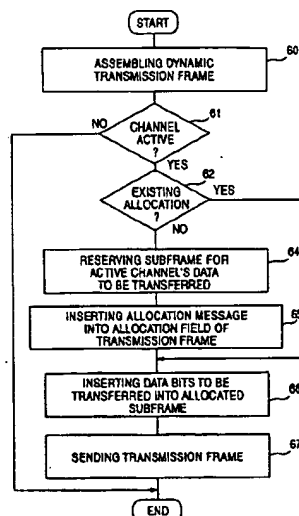 START
60
ASSEMBLING DYNAMIC
TRANSMISSION FRAME
61
NO
CHANNEL
ACTIVE
?
YES
62
EXISTING
ALLOCATION
?
YES
NO
64
RESERVING SUBFRAME FOR
ACTIVE CHANNEL'S DATA
TO BE TRANSFERRED
65
INSERTING ALLOCATION MESSAGE
INTO ALLOCATION FIELD OF
TRANSMISSION FRAME
66
INSERTING DATA BITS TO BE
TRANSFERRED INTO ALLOCATED
SUBFRAME
67
SENDING TRANSMISSION FRAME
END